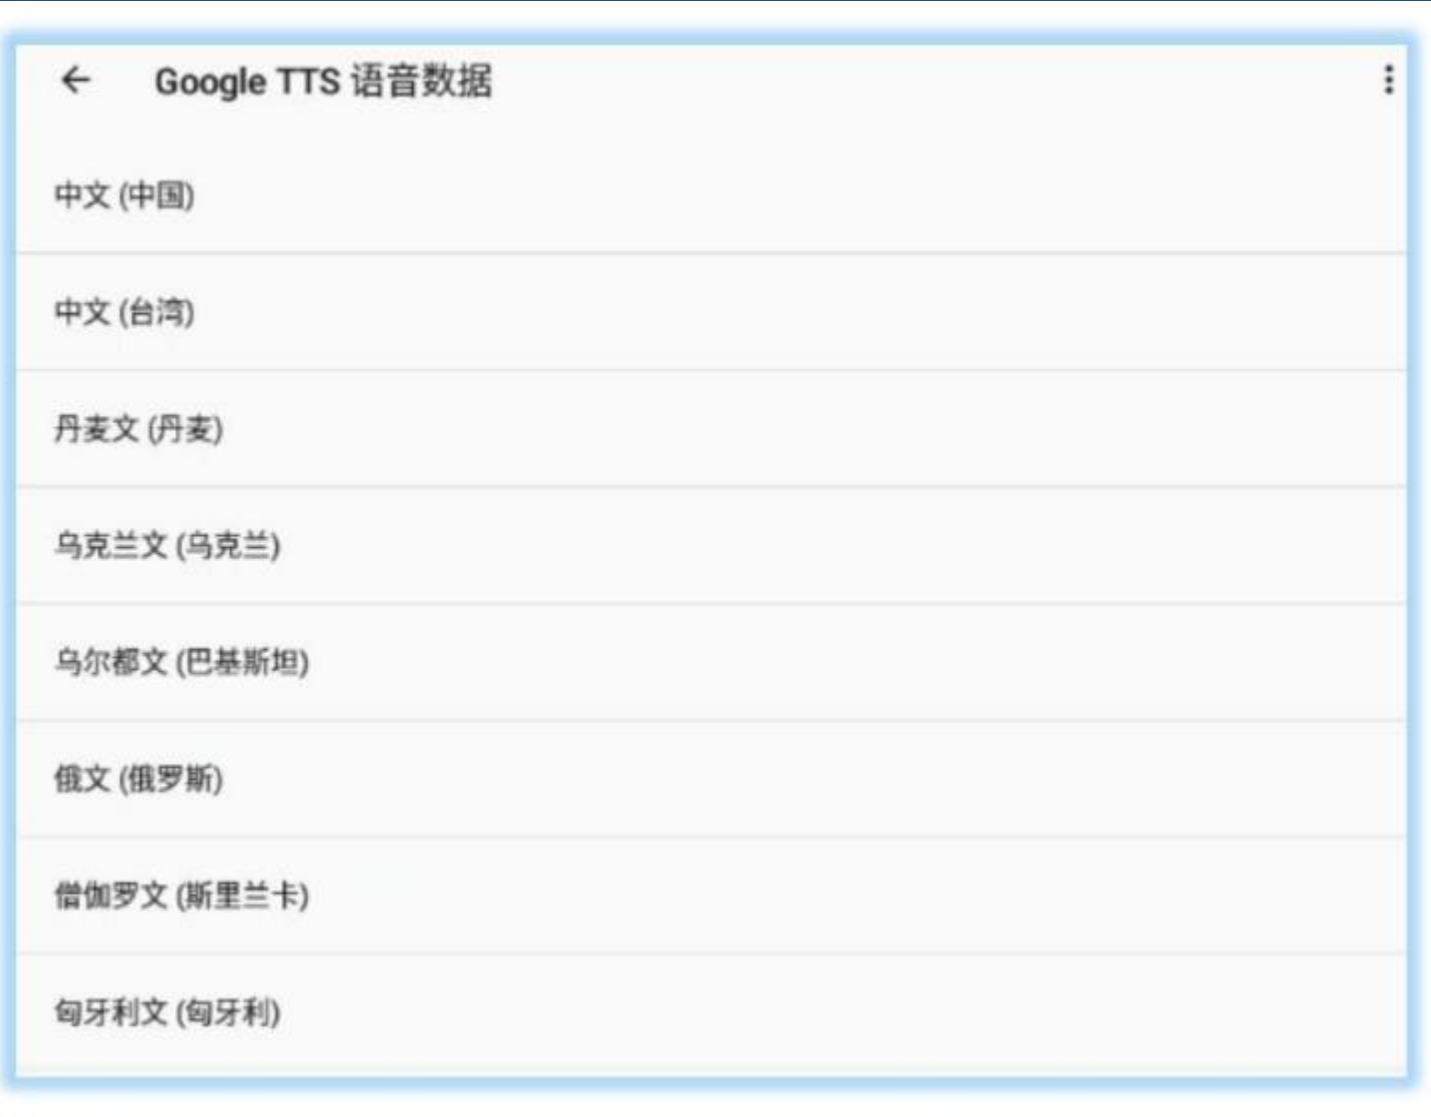 Google TTS 语音数据
中文 (中国)
中文 (台湾)
丹麦文 (丹麦)
乌克兰文 (乌克兰)
乌尔都文 (巴基斯坦)
俄文 (俄罗斯)
僧伽罗文 (斯里兰卡)
匈牙利文 (匈牙利)